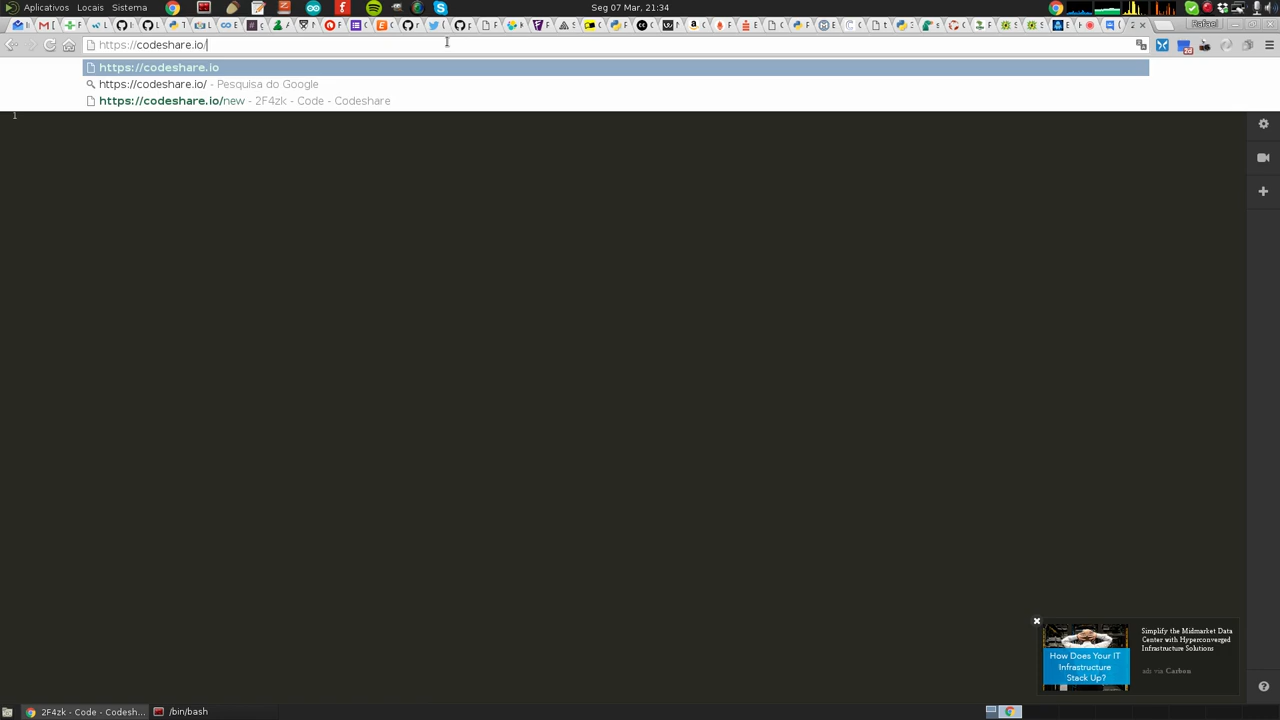 Aplicativos Locais Sistema Seg 07 Mar, 21:34
Rafael
https://codeshare.io/
https://codeshare.io
https://codeshare.io/ - Pesquisa do Google
https://codeshare.io/new - 2F4zk - Code - Codeshare
1
Simplify the Midmarket Data
Center with Hyperconverged
Infrastructure Solutions
How Does Your IT
Infrastructure
Stack Up?
ads via Carbon
2F4zk - Code - Codesh... /bin/bash